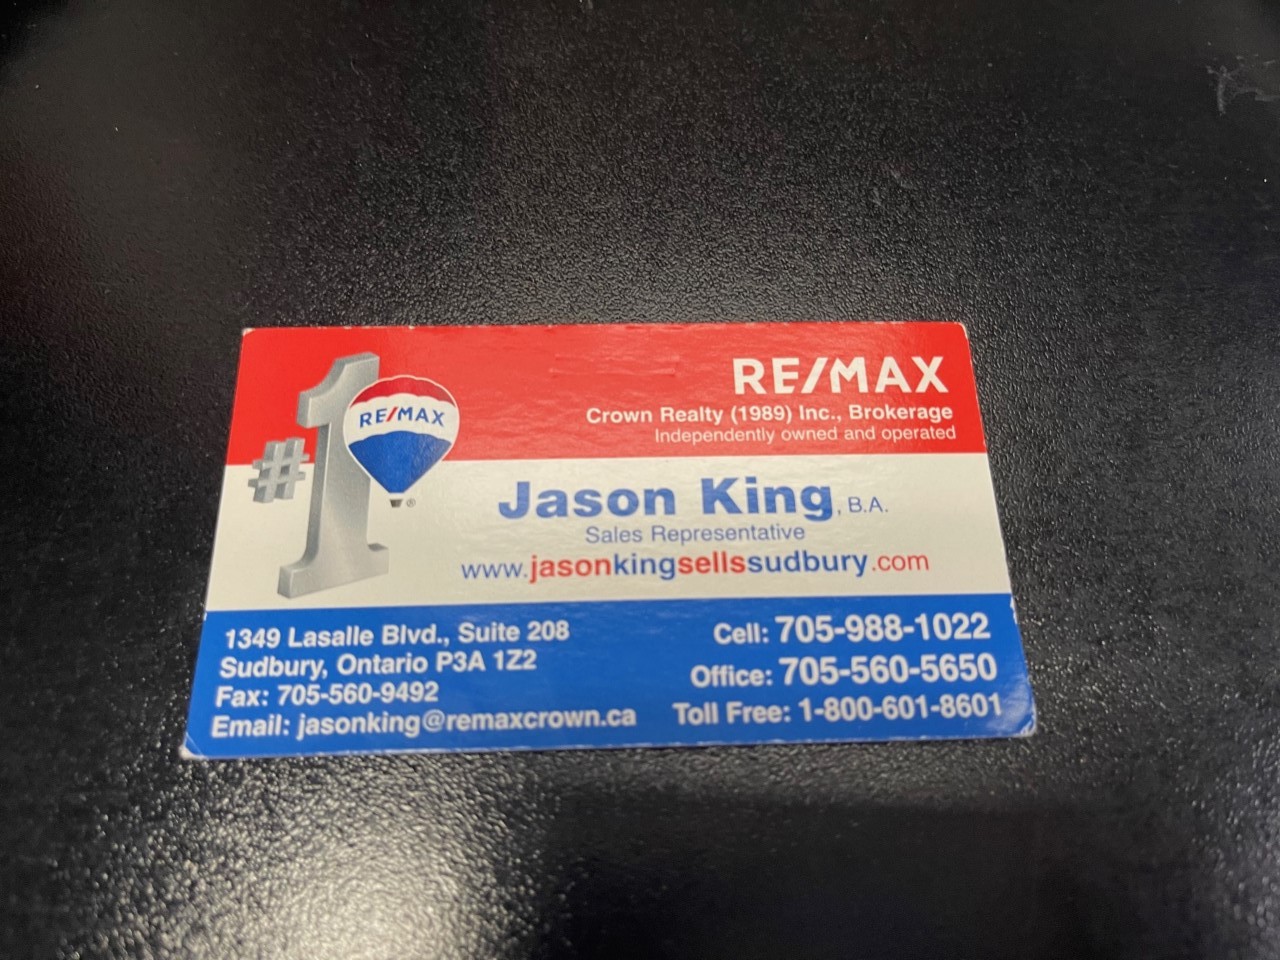 #1
RE/MAX
®
RE/MAX
Crown Realty (1989) Inc., Brokerage
Independently owned and operated
Jason King, B.A.
Sales Representative
www.jasonkingsellssudbury.com
1349 Lasalle Blvd., Suite 208
Sudbury, Ontario P3A 1Z2
Fax: 705-560-9492
Email: jasonking@remaxcrown.ca
Cell: 705-988-1022
Office: 705-560-5650
Toll Free: 1-800-601-8601